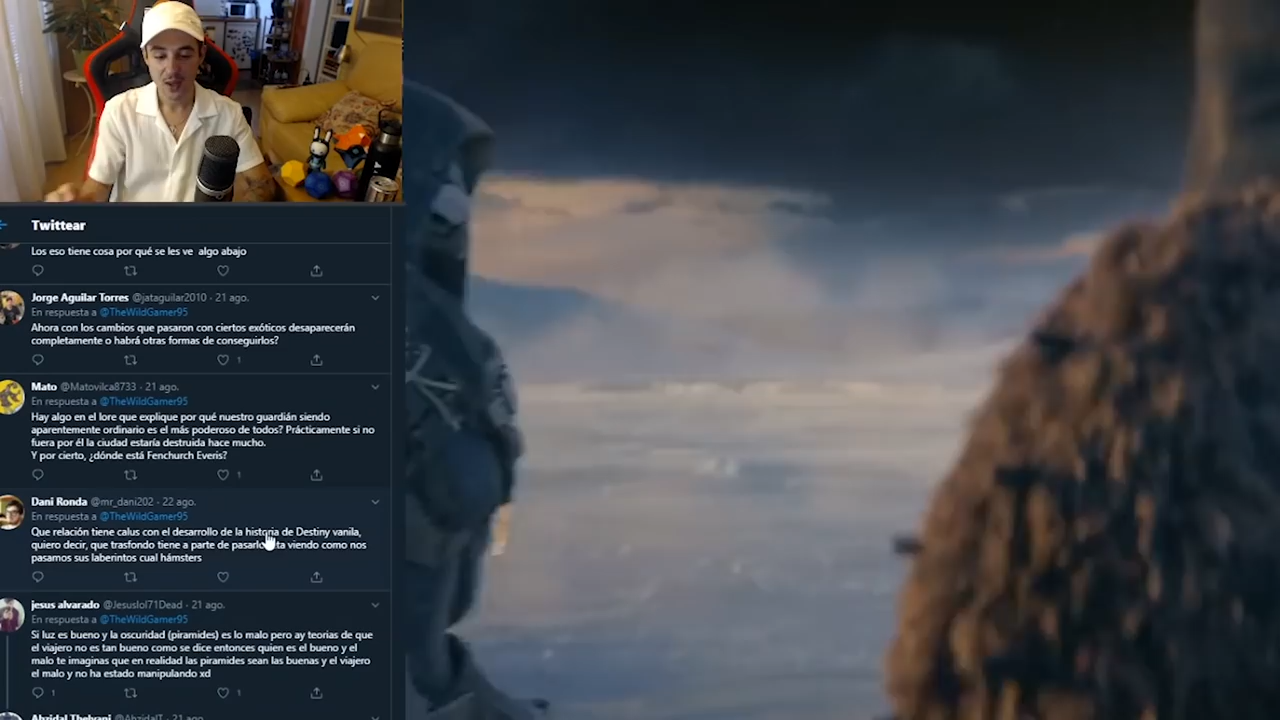 Twittear
Los eso tiene cosa por qué se les ve algo abajo
Jorge Aguilar Torres @jataguilar2010 · 21 ago.
En respuesta a @TheWildGamer95
Ahora con los cambios que pasaron con ciertos exóticos desaparecerán
completamente o habrá otras formas de conseguirlos?
1
Mato @Matovilca8733 · 21 ago.
En respuesta a @TheWildGamer95
Hay algo en el lore que explique por qué nuestro guardián siendo
aparentemente ordinario es el más poderoso de todos? Prácticamente si no
fuera por él la ciudad estaría destruida hace mucho.
Y por cierto, ¿dónde está Fenchurch Everis?
1
Dani Ronda @mr_dani202 · 22 ago.
En respuesta a @TheWildGamer95
Que relación tiene calus con el desarrollo de la historia de Destiny vanila,
quiero decir, que trasfondo tiene a parte de viendo como nos
pasamos sus laberintos cual hámsters
jesus alvarado @Jesuslol71Dead · 21 ago.
En respuesta a @TheWildGamer95
Si luz es bueno y la oscuridad (piramides) es lo malo pero ay teorias de que
el viajero no es tan bueno como se dice entonces quien es el bueno y el
malo te imaginas que en realidad las piramides sean las buenas y el viajero
el malo y no ha estado manipulando xd
1 1